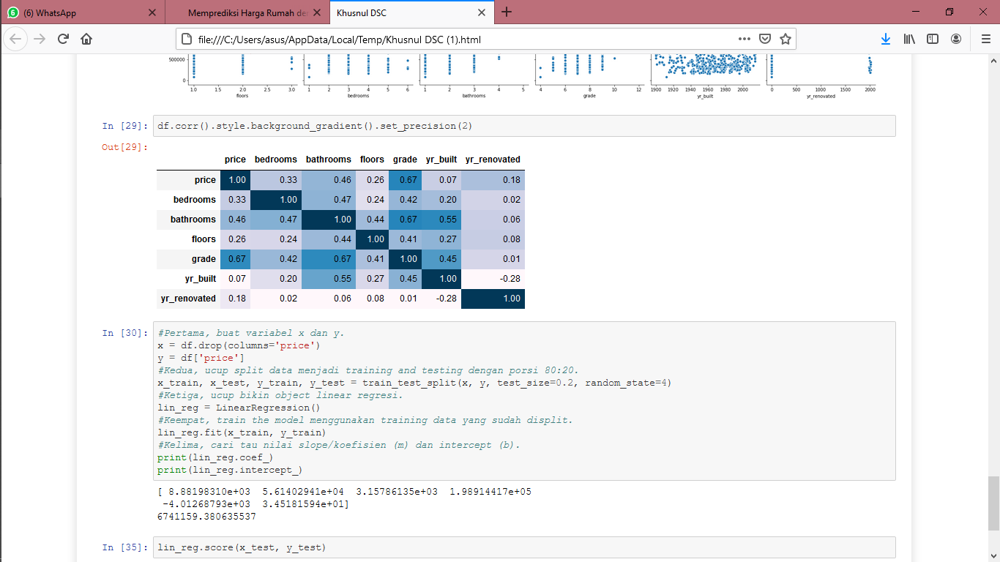 (6) WhatsApp
Memprediksi Harga Rumah de
Khusnul DSC
file:///C:/Users/asus/AppData/Local/Temp/Khusnul DSC (1).html
500000
0
1.0 1.5 2.0 2.5 3.0 1 2 3 4 5 6 1 2 3 4 5 4 6 8 10 12 1900 1920 1940 1960 1980 2000 0 500 1000 1500 2000
floors bedrooms bathrooms grade yr_built yr_renovated
In [29]: df.corr().style.background_gradient().set_precision(2)
Out[29]:
price bedrooms bathrooms floors grade yr_built yr_renovated
price 1.00 0.33 0.46 0.26 0.67 0.07 0.18
bedrooms 0.33 1.00 0.47 0.24 0.42 0.20 0.02
bathrooms 0.46 0.47 1.00 0.44 0.67 0.55 0.06
floors 0.26 0.24 0.44 1.00 0.41 0.27 0.08
grade 0.67 0.42 0.67 0.41 1.00 0.45 0.01
yr_built 0.07 0.20 0.55 0.27 0.45 1.00 -0.28
yr_renovated 0.18 0.02 0.06 0.08 0.01 -0.28 1.00
In [30]: #Pertama, buat variabel x dan y.
x = df.drop(columns='price')
y = df['price']
#Kedua, ucup split data menjadi training and testing dengan porsi 80:20.
x_train, x_test, y_train, y_test = train_test_split(x, y, test_size=0.2, random_state=4)
#Ketiga, ucup bikin object linear regresi.
lin_reg = LinearRegression()
#Keempat, train the model menggunakan training data yang sudah displit.
lin_reg.fit(x_train, y_train)
#Kelima, cari tau nilai slope/koefisien (m) dan intercept (b).
print(lin_reg.coef_)
print(lin_reg.intercept_)
[ 8.88198310e+03 5.61402941e+04 3.15786135e+03 1.98914417e+05
-4.01268793e+03 3.45181594e+01]
6741159.380635537
In [35]: lin_reg.score(x_test, y_test)